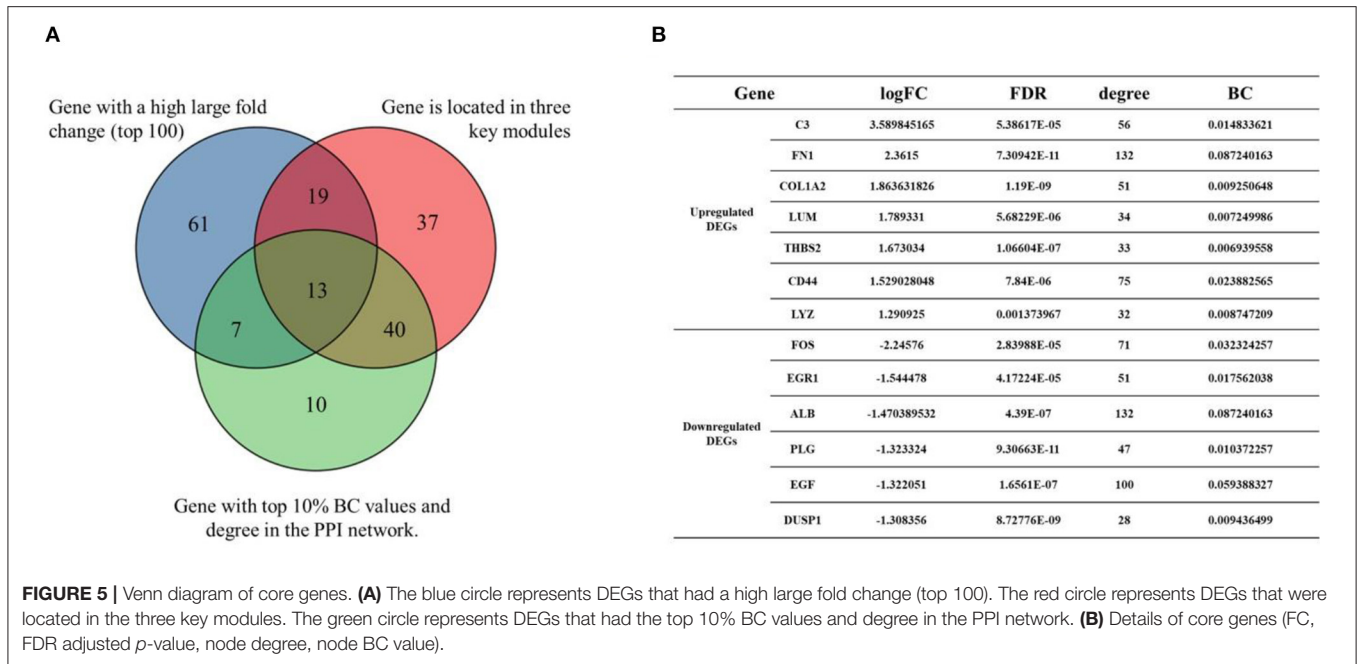 A
Gene with a high large fold
change (top 100)
Gene is located in three
key modules
61
19
37
13
7
40
10
Gene with top 10% BC values and
degree in the PPI network.
B
Gene logFC FDR degree BC
Upregulated
DEGs
C3 3.589845165 5.38617E-05 56 0.014833621
FN1 2.3615 7.30942E-11 132 0.087240163
COL1A2 1.863631826 1.19E-09 51 0.009250648
LUM 1.789331 5.68229E-06 34 0.007249986
THBS2 1.673034 1.06604E-07 33 0.006939558
CD44 1.529028048 7.84E-06 75 0.023882565
LYZ 1.290925 0.001373967 32 0.008747209
Downregulated
DEGs
FOS -2.24576 2.83988E-05 71 0.032324257
EGR1 -1.544478 4.17224E-05 51 0.017562038
ALB -1.470389532 4.39E-07 132 0.087240163
PLG -1.323324 9.30663E-11 47 0.010372257
EGF -1.322051 1.6561E-07 100 0.059388327
DUSP1 -1.308356 8.72776E-09 28 0.009436499
FIGURE 5 | Venn diagram of core genes. (A) The blue circle represents DEGs that had a high large fold change (top 100). The red circle represents DEGs that were
located in the three key modules. The green circle represents DEGs that had the top 10% BC values and degree in the PPI network. (B) Details of core genes (FC,
FDR adjusted p-value, node degree, node BC value).